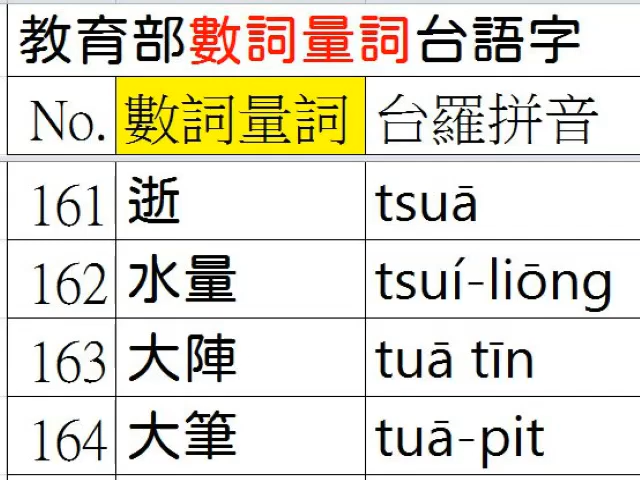 教育部數詞量詞台語字
No. 數詞量詞 台羅拼音
161 逝 tsuā
162 水量 tsuí-liōng
163 大陣 tuā tīn
164 大筆 tuā-pit